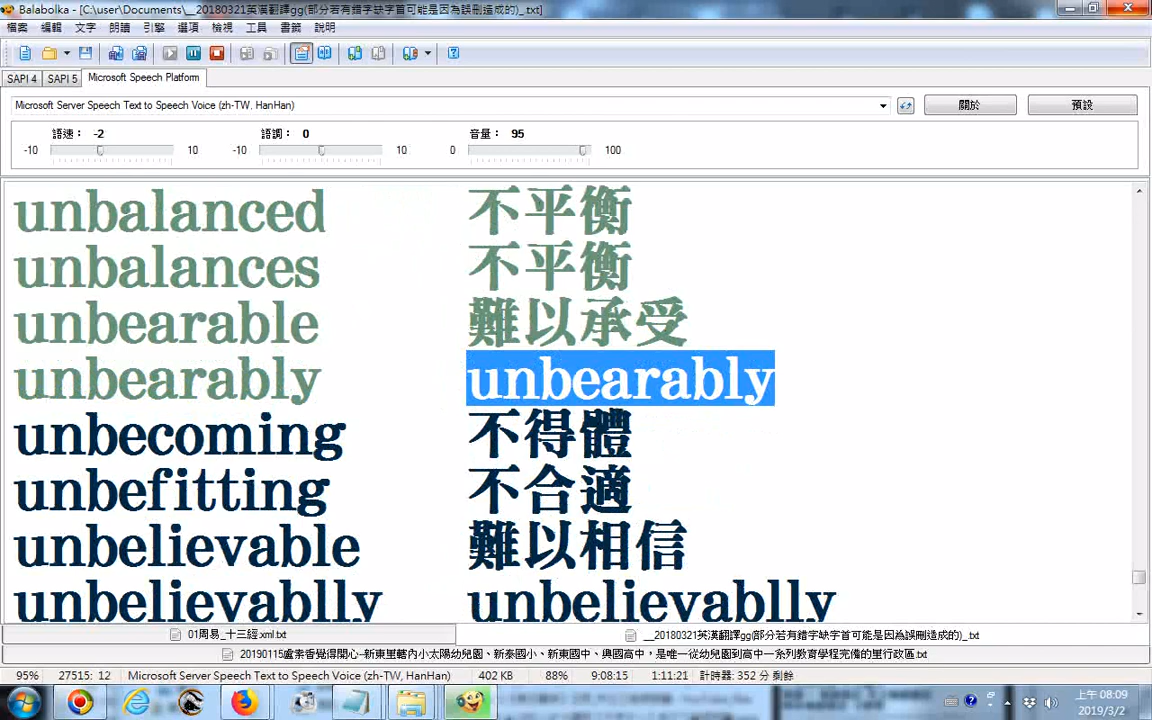 Balabolka - [C:\user\Documents\__20180321英漢翻譯gg(部分若有錯字缺字首可能是因為誤刪造成的)_.txt]
檔案 編輯 文字 朗讀 引擎 選項 檢視 工具 書籤 說明
SAPI 4 SAPI 5 Microsoft Speech Platform
Microsoft Server Speech Text to Speech Voice (zh-TW, HanHan) 關於 預設
語速： -2 語調： 0 音量： 95
-10 10 -10 10 0 100
unbalanced 不平衡
unbalances 不平衡
unbearable 難以承受
unbearably unbearably
unbecoming 不得體
unbefitting 不合適
unbelievable 難以相信
unbelievablly unbelievablly
01周易_十三經.xml.txt __20180321英漢翻譯gg(部分若有錯字缺字首可能是因為誤刪造成的)_.txt
20190115盧素香覺得開心-新東里轄內小太陽幼兒園、新泰國小、新東國中、興國高中，是唯一從幼兒園到高中一系列教育學程完備的里行政區.txt
95% 27515: 12 Microsoft Server Speech Text to Speech Voice (zh-TW, HanHan) 402 KB 88% 9:08:15 1:11:21 計時器: 352 分 剩餘
上午 08:09
2019/3/2